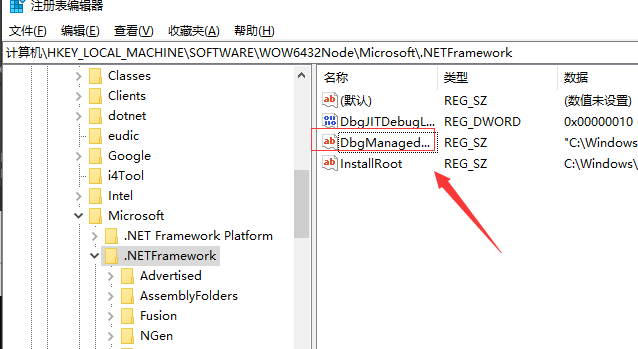 注册表编辑器
文件(F) 编辑(E) 查看(V) 收藏夹(A) 帮助(H)
计算机\HKEY_LOCAL_MACHINE\SOFTWARE\WOW6432Node\Microsoft\.NETFramework
Classes
Clients
dotnet
eudic
Google
i4Tool
Intel
Microsoft
.NET Framework Platform
.NETFramework
Advertised
AssemblyFolders
Fusion
NGen
名称 类型 数据
ab (默认) REG_SZ (数值未设置)
DbgJITDebugL... REG_DWORD 0x00000010
ab DbgManaged... REG_SZ "C:\Windows
ab InstallRoot REG_SZ C:\Windows\